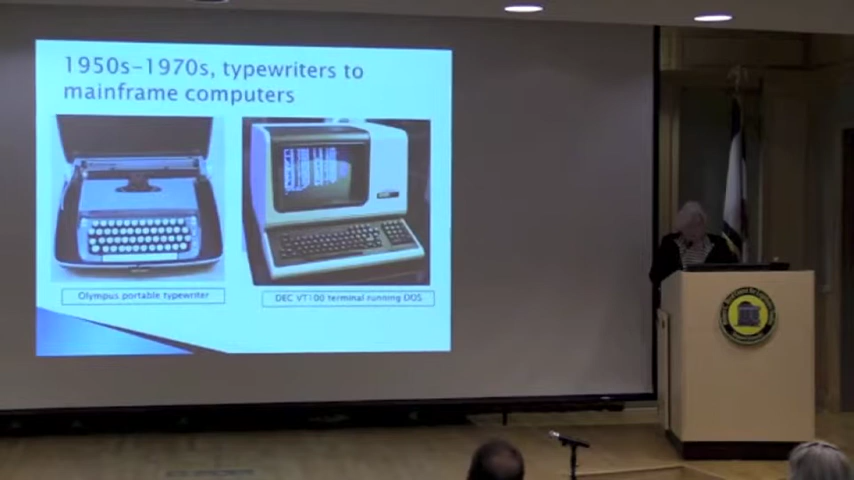 1950s-1970s, typewriters to
mainframe computers
Olympus portable typewriter
DEC VT100 terminal running DOS